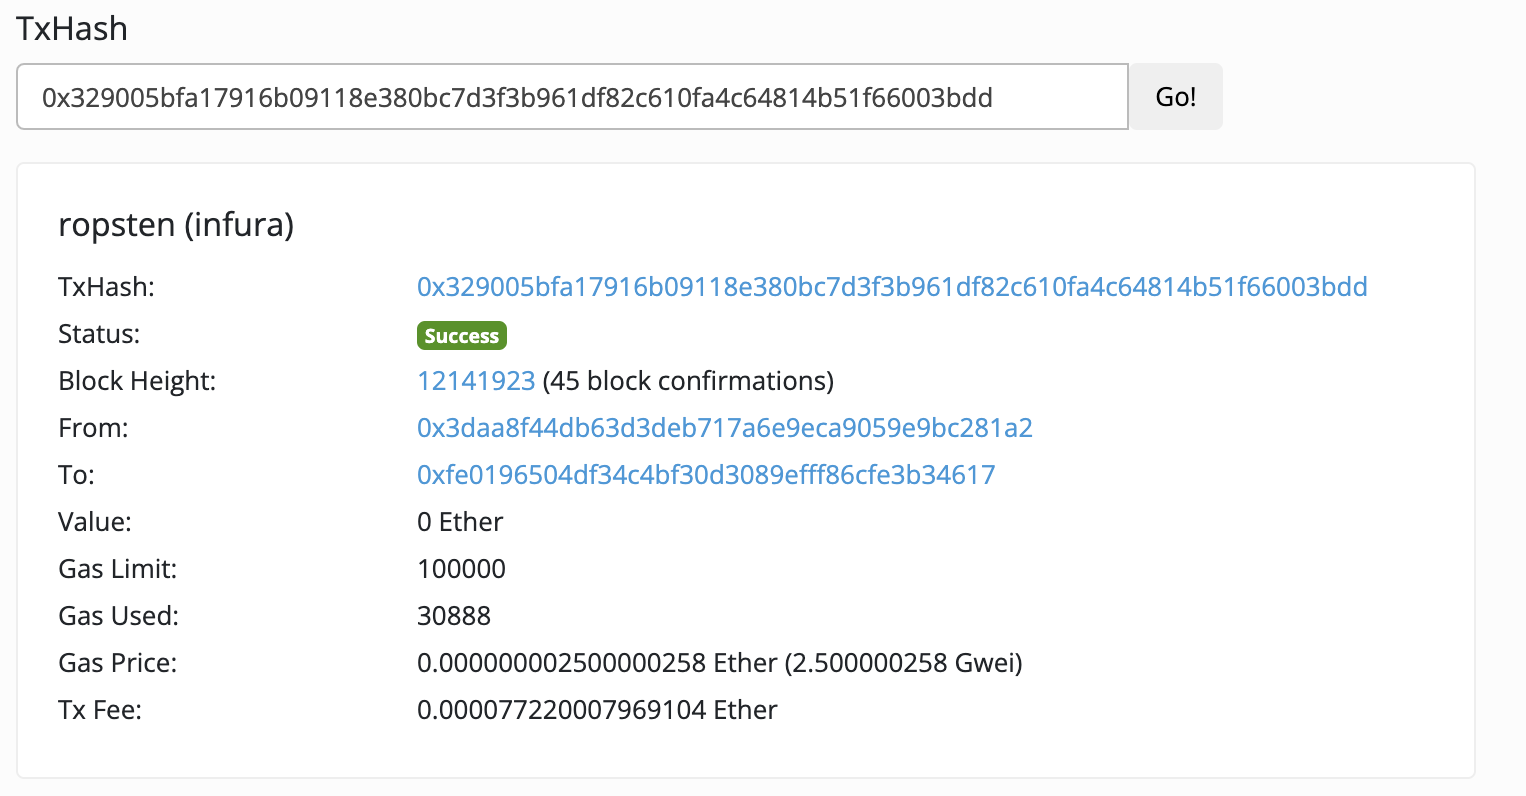 TxHash
0x329005bfa17916b09118e380bc7d3f3b961df82c610fa4c64814b51f66003bdd Go!
ropsten (infura)
TxHash: 0x329005bfa17916b09118e380bc7d3f3b961df82c610fa4c64814b51f66003bdd
Status: Success
Block Height: 12141923 (45 block confirmations)
From: 0x3daa8f44db63d3deb717a6e9eca9059e9bc281a2
To: 0xfe0196504df34c4bf30d3089efff86cfe3b34617
Value: 0 Ether
Gas Limit: 100000
Gas Used: 30888
Gas Price: 0.000000002500000258 Ether (2.500000258 Gwei)
Tx Fee: 0.000077220007969104 Ether